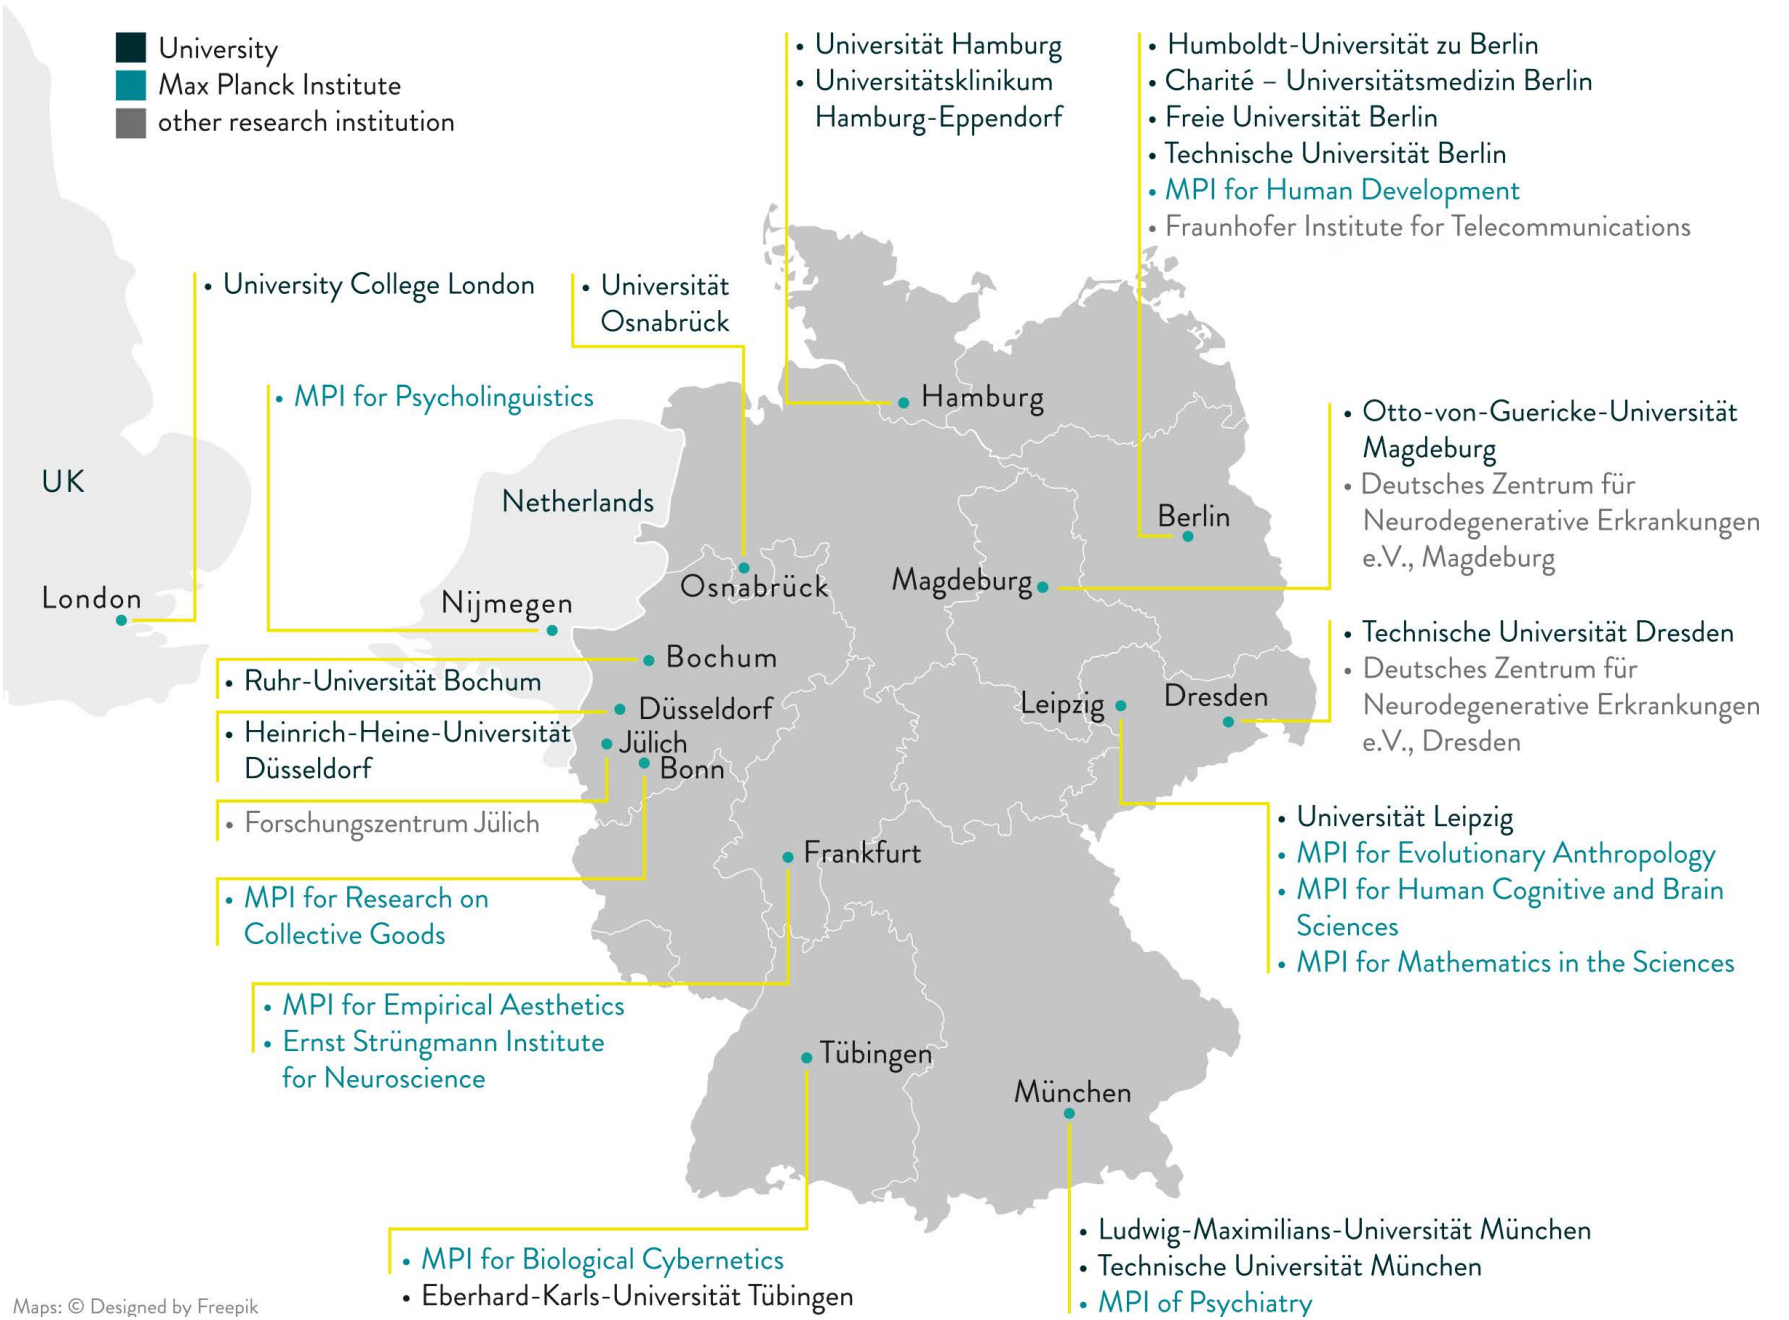 University
Max Planck Institute
other research institution
• Universität Hamburg
• Universitätsklinikum
Hamburg-Eppendorf
• Humboldt-Universität zu Berlin
• Charité – Universitätsmedizin Berlin
• Freie Universität Berlin
• Technische Universität Berlin
• MPI for Human Development
• Fraunhofer Institute for Telecommunications
• University College London
• Universität
Osnabrück
• MPI for Psycholinguistics
Hamburg
• Otto-von-Guericke-Universität
Magdeburg
• Deutsches Zentrum für
Neurodegenerative Erkrankungen
e.V., Magdeburg
UK
Netherlands
Berlin
London
Nijmegen
Osnabrück
Magdeburg
• Technische Universität Dresden
• Deutsches Zentrum für
Neurodegenerative Erkrankungen
e.V., Dresden
Bochum
• Ruhr-Universität Bochum
Düsseldorf
Leipzig
Dresden
• Heinrich-Heine-Universität
Düsseldorf
Jülich
Bonn
• Forschungszentrum Jülich
• Universität Leipzig
• MPI for Evolutionary Anthropology
• MPI for Human Cognitive and Brain
Sciences
• MPI for Mathematics in the Sciences
Frankfurt
• MPI for Research on
Collective Goods
• MPI for Empirical Aesthetics
• Ernst Strüngmann Institute
for Neuroscience
Tübingen
München
• MPI for Biological Cybernetics
• Eberhard-Karls-Universität Tübingen
• Ludwig-Maximilians-Universität München
• Technische Universität München
• MPI of Psychiatry
Maps: © Designed by Freepik